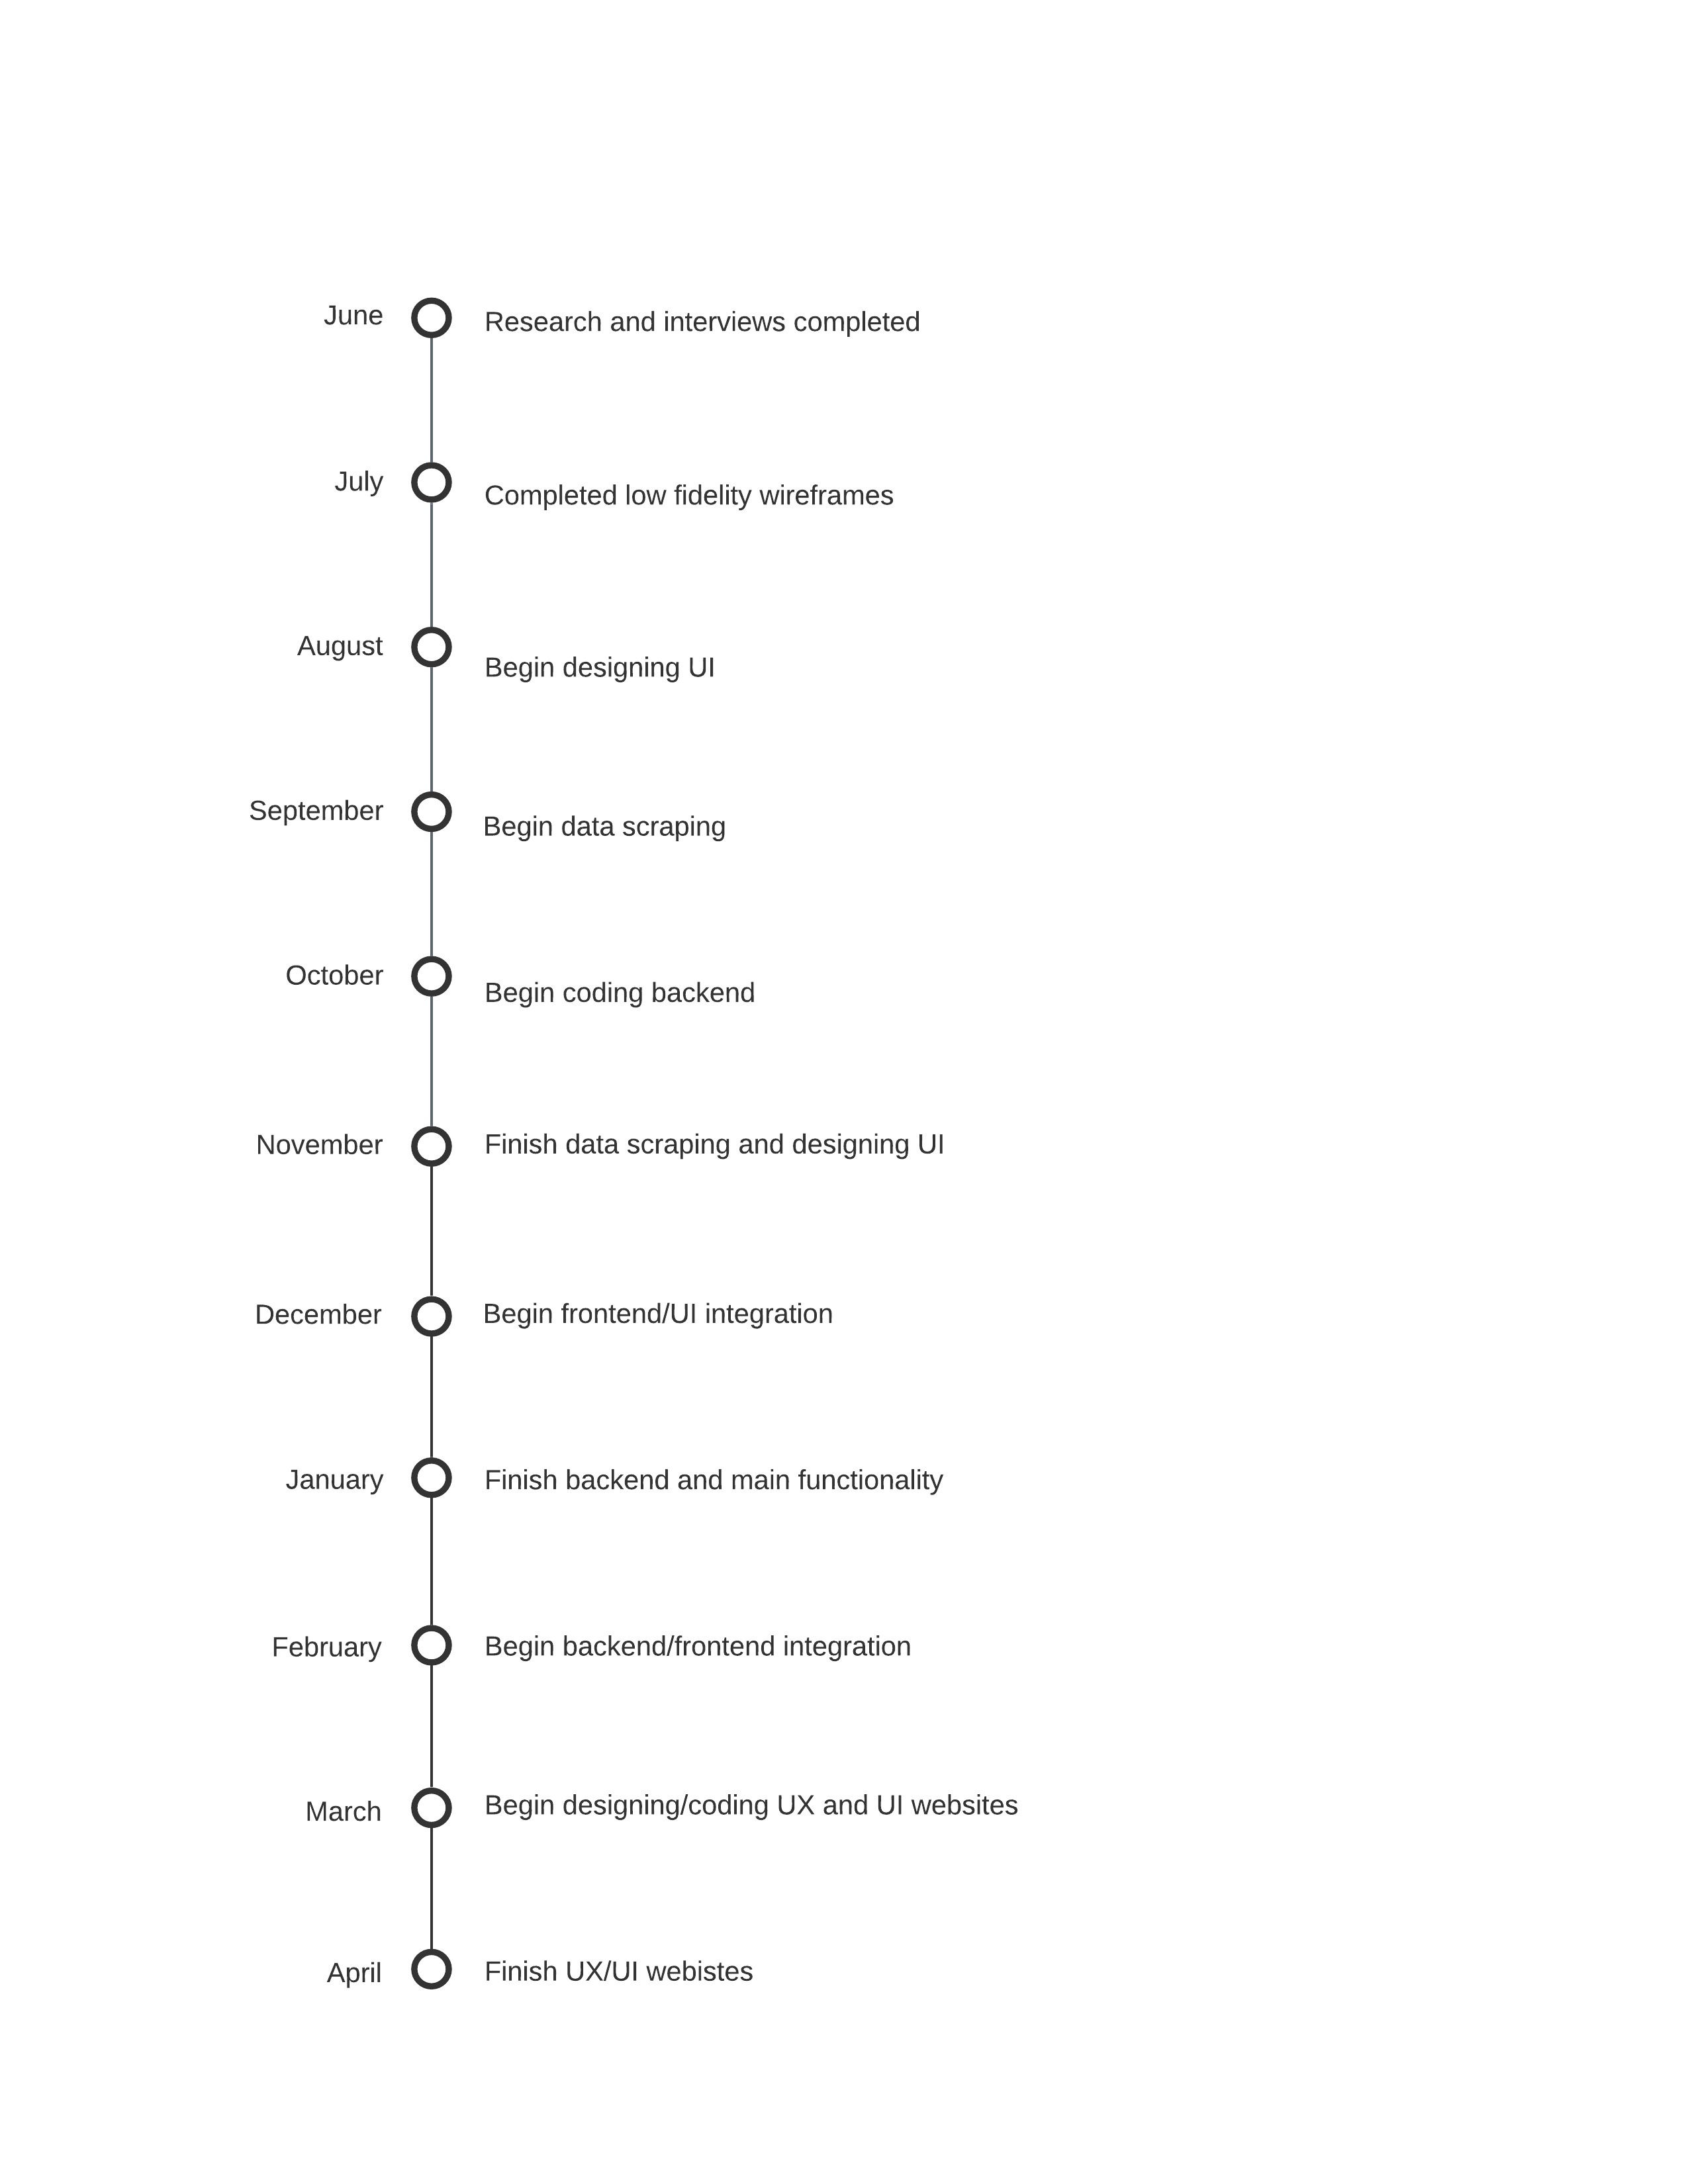 June
Research and interviews completed
July
Completed low fidelity wireframes
August
Begin designing UI
September
Begin data scraping
October
Begin coding backend
November
Finish data scraping and designing UI
December
Begin frontend/UI integration
January
Finish backend and main functionality
February
Begin backend/frontend integration
March
Begin designing/coding UX and UI websites
April
Finish UX/UI webistes